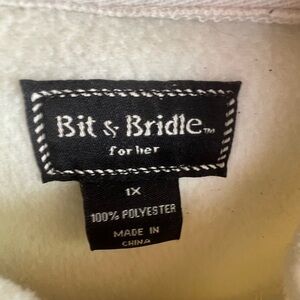 Bit & Bridle™
for her
1X
100% POLYESTER
MADE IN
CHINA